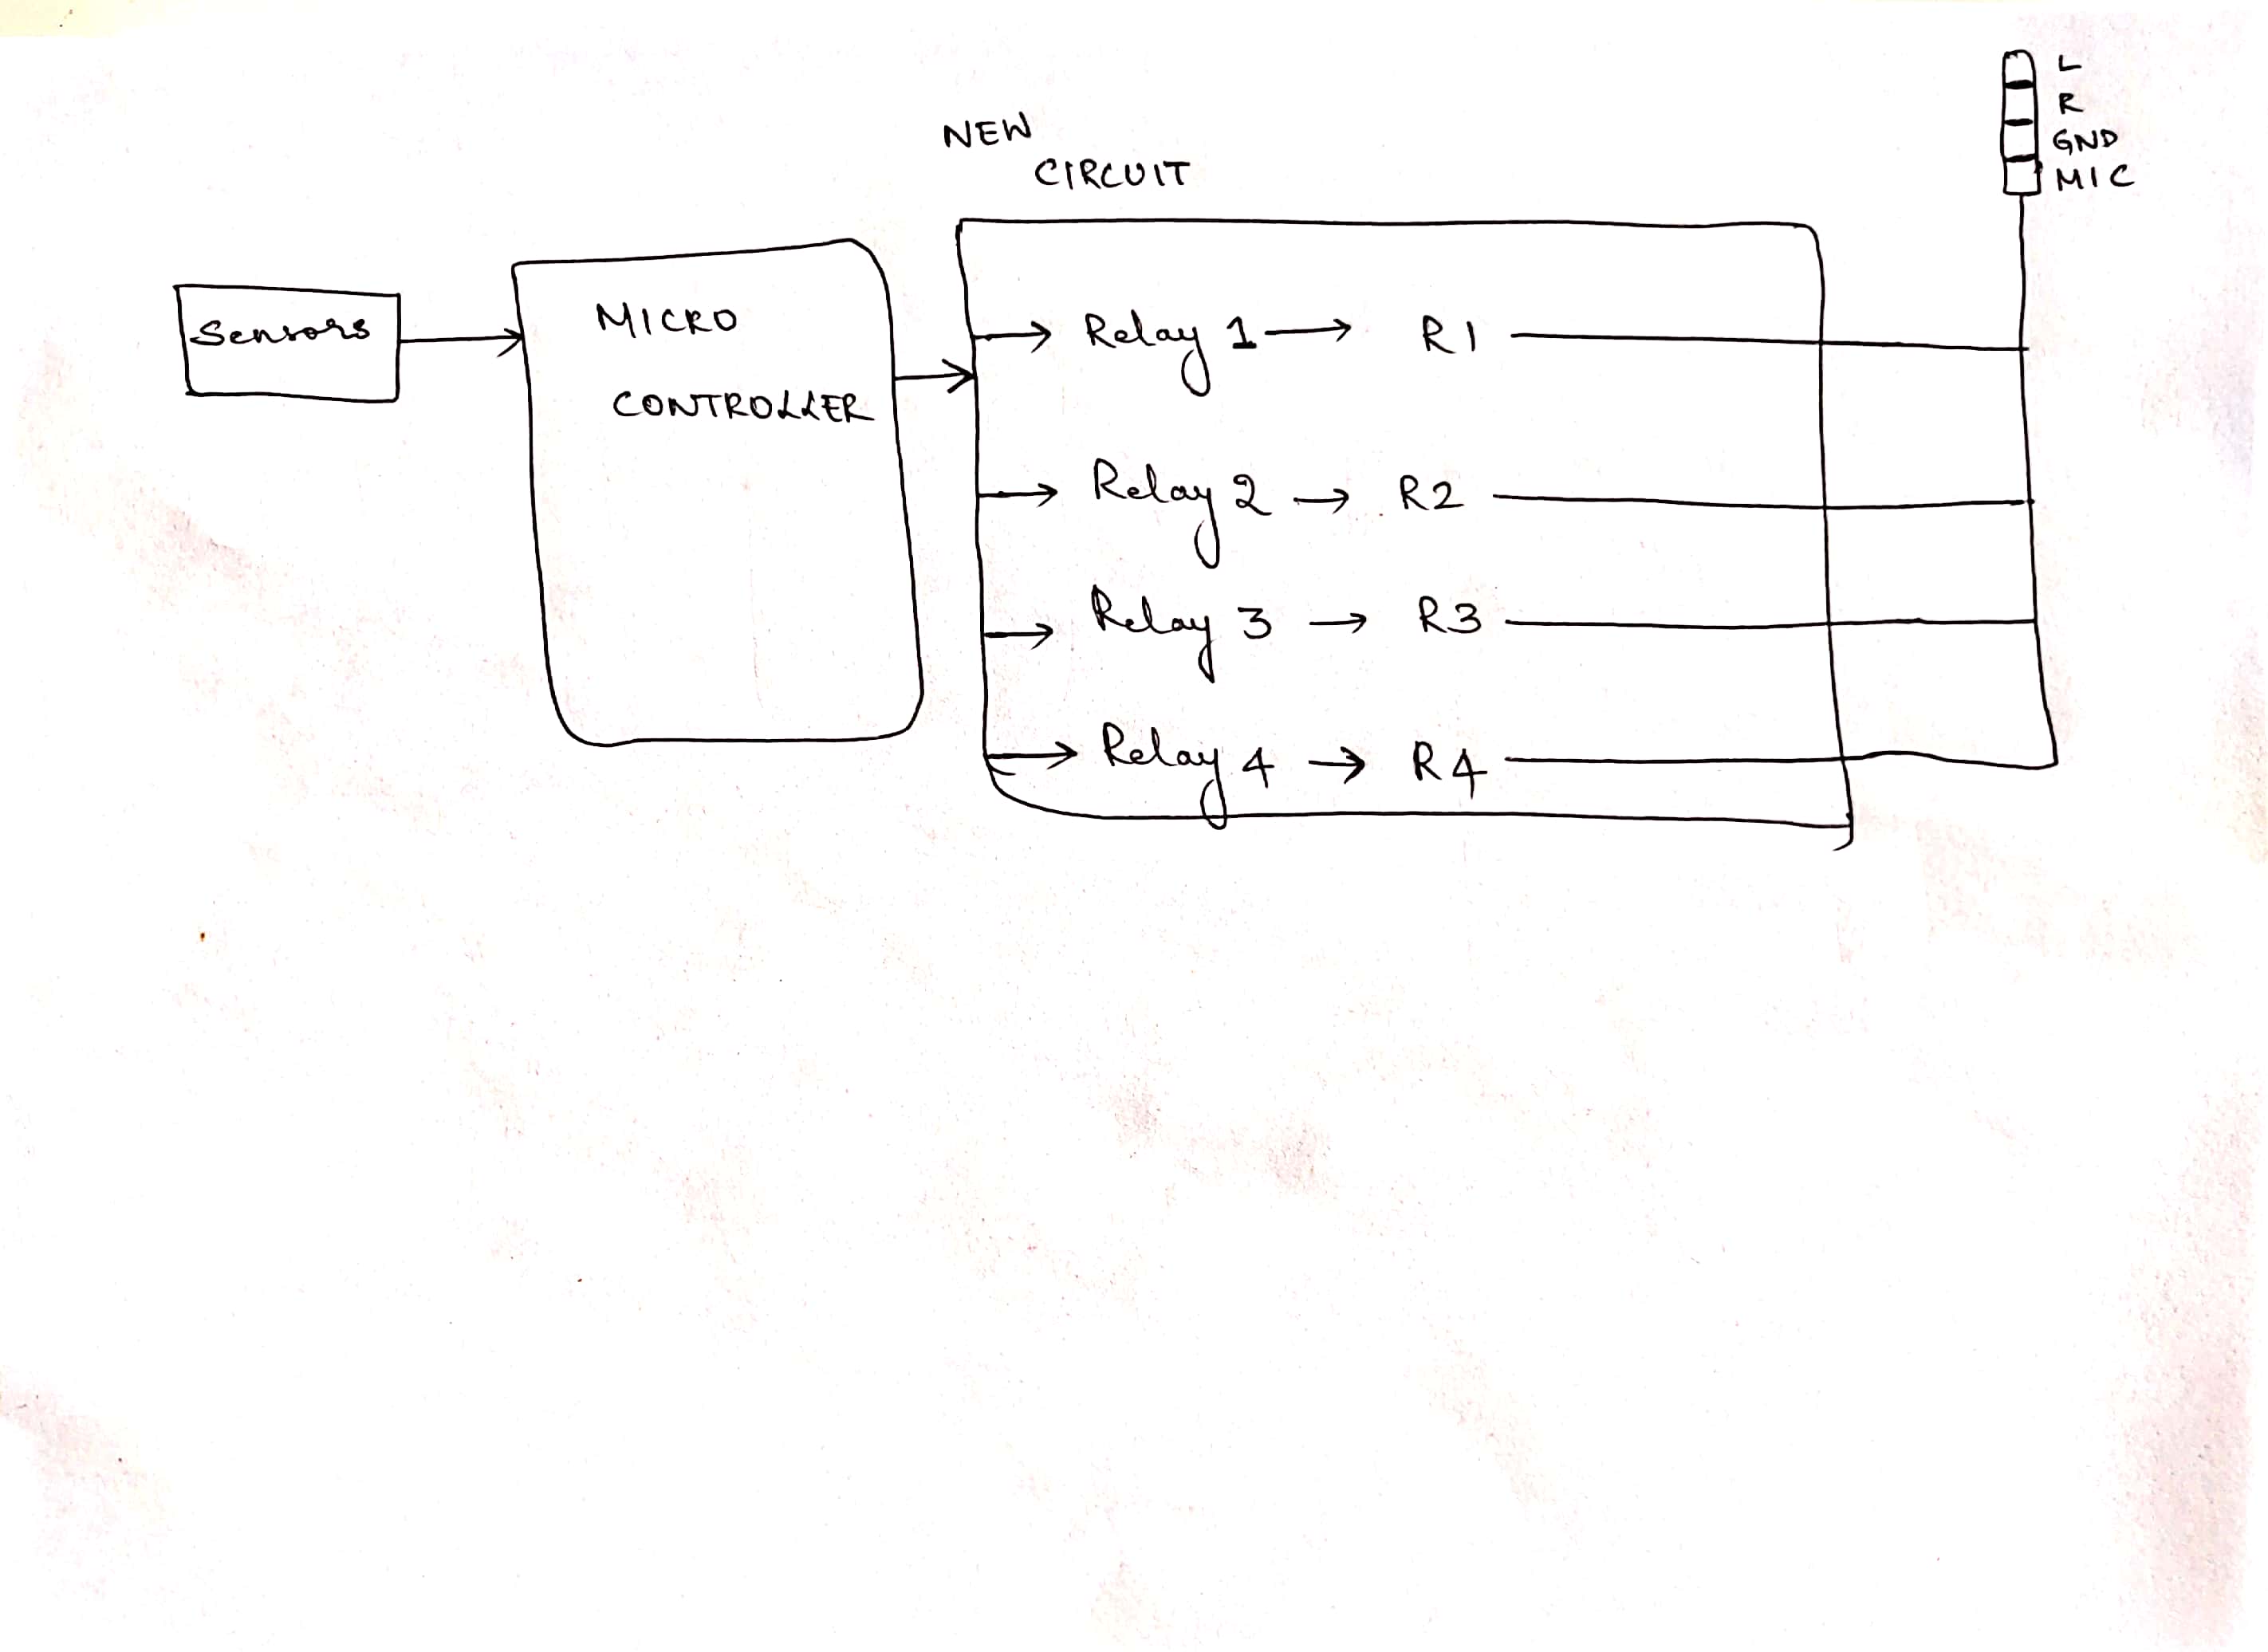 L
R
GND
MIC
NEW
CIRCUIT
Sensors
MICRO
CONTROLLER
Relay 1 → R1
Relay 2 → R2
Relay 3 → R3
Relay 4 → R4